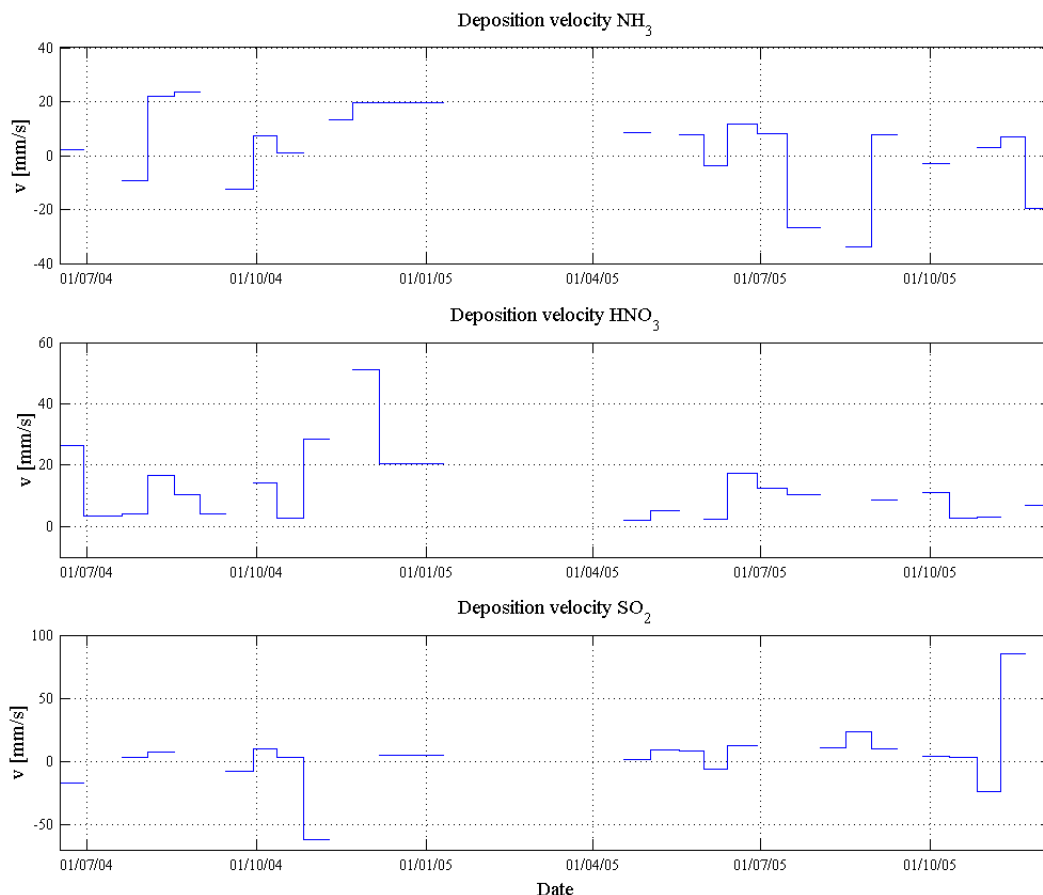 Deposition velocity NH3
40
20
0
-20
-40
v [mm/s]
01/07/04 01/10/04 01/01/05 01/04/05 01/07/05 01/10/05
Deposition velocity HNO3
60
40
20
0
v [mm/s]
01/07/04 01/10/04 01/01/05 01/04/05 01/07/05 01/10/05
Deposition velocity SO2
100
50
0
-50
v [mm/s]
01/07/04 01/10/04 01/01/05 01/04/05 01/07/05 01/10/05
Date